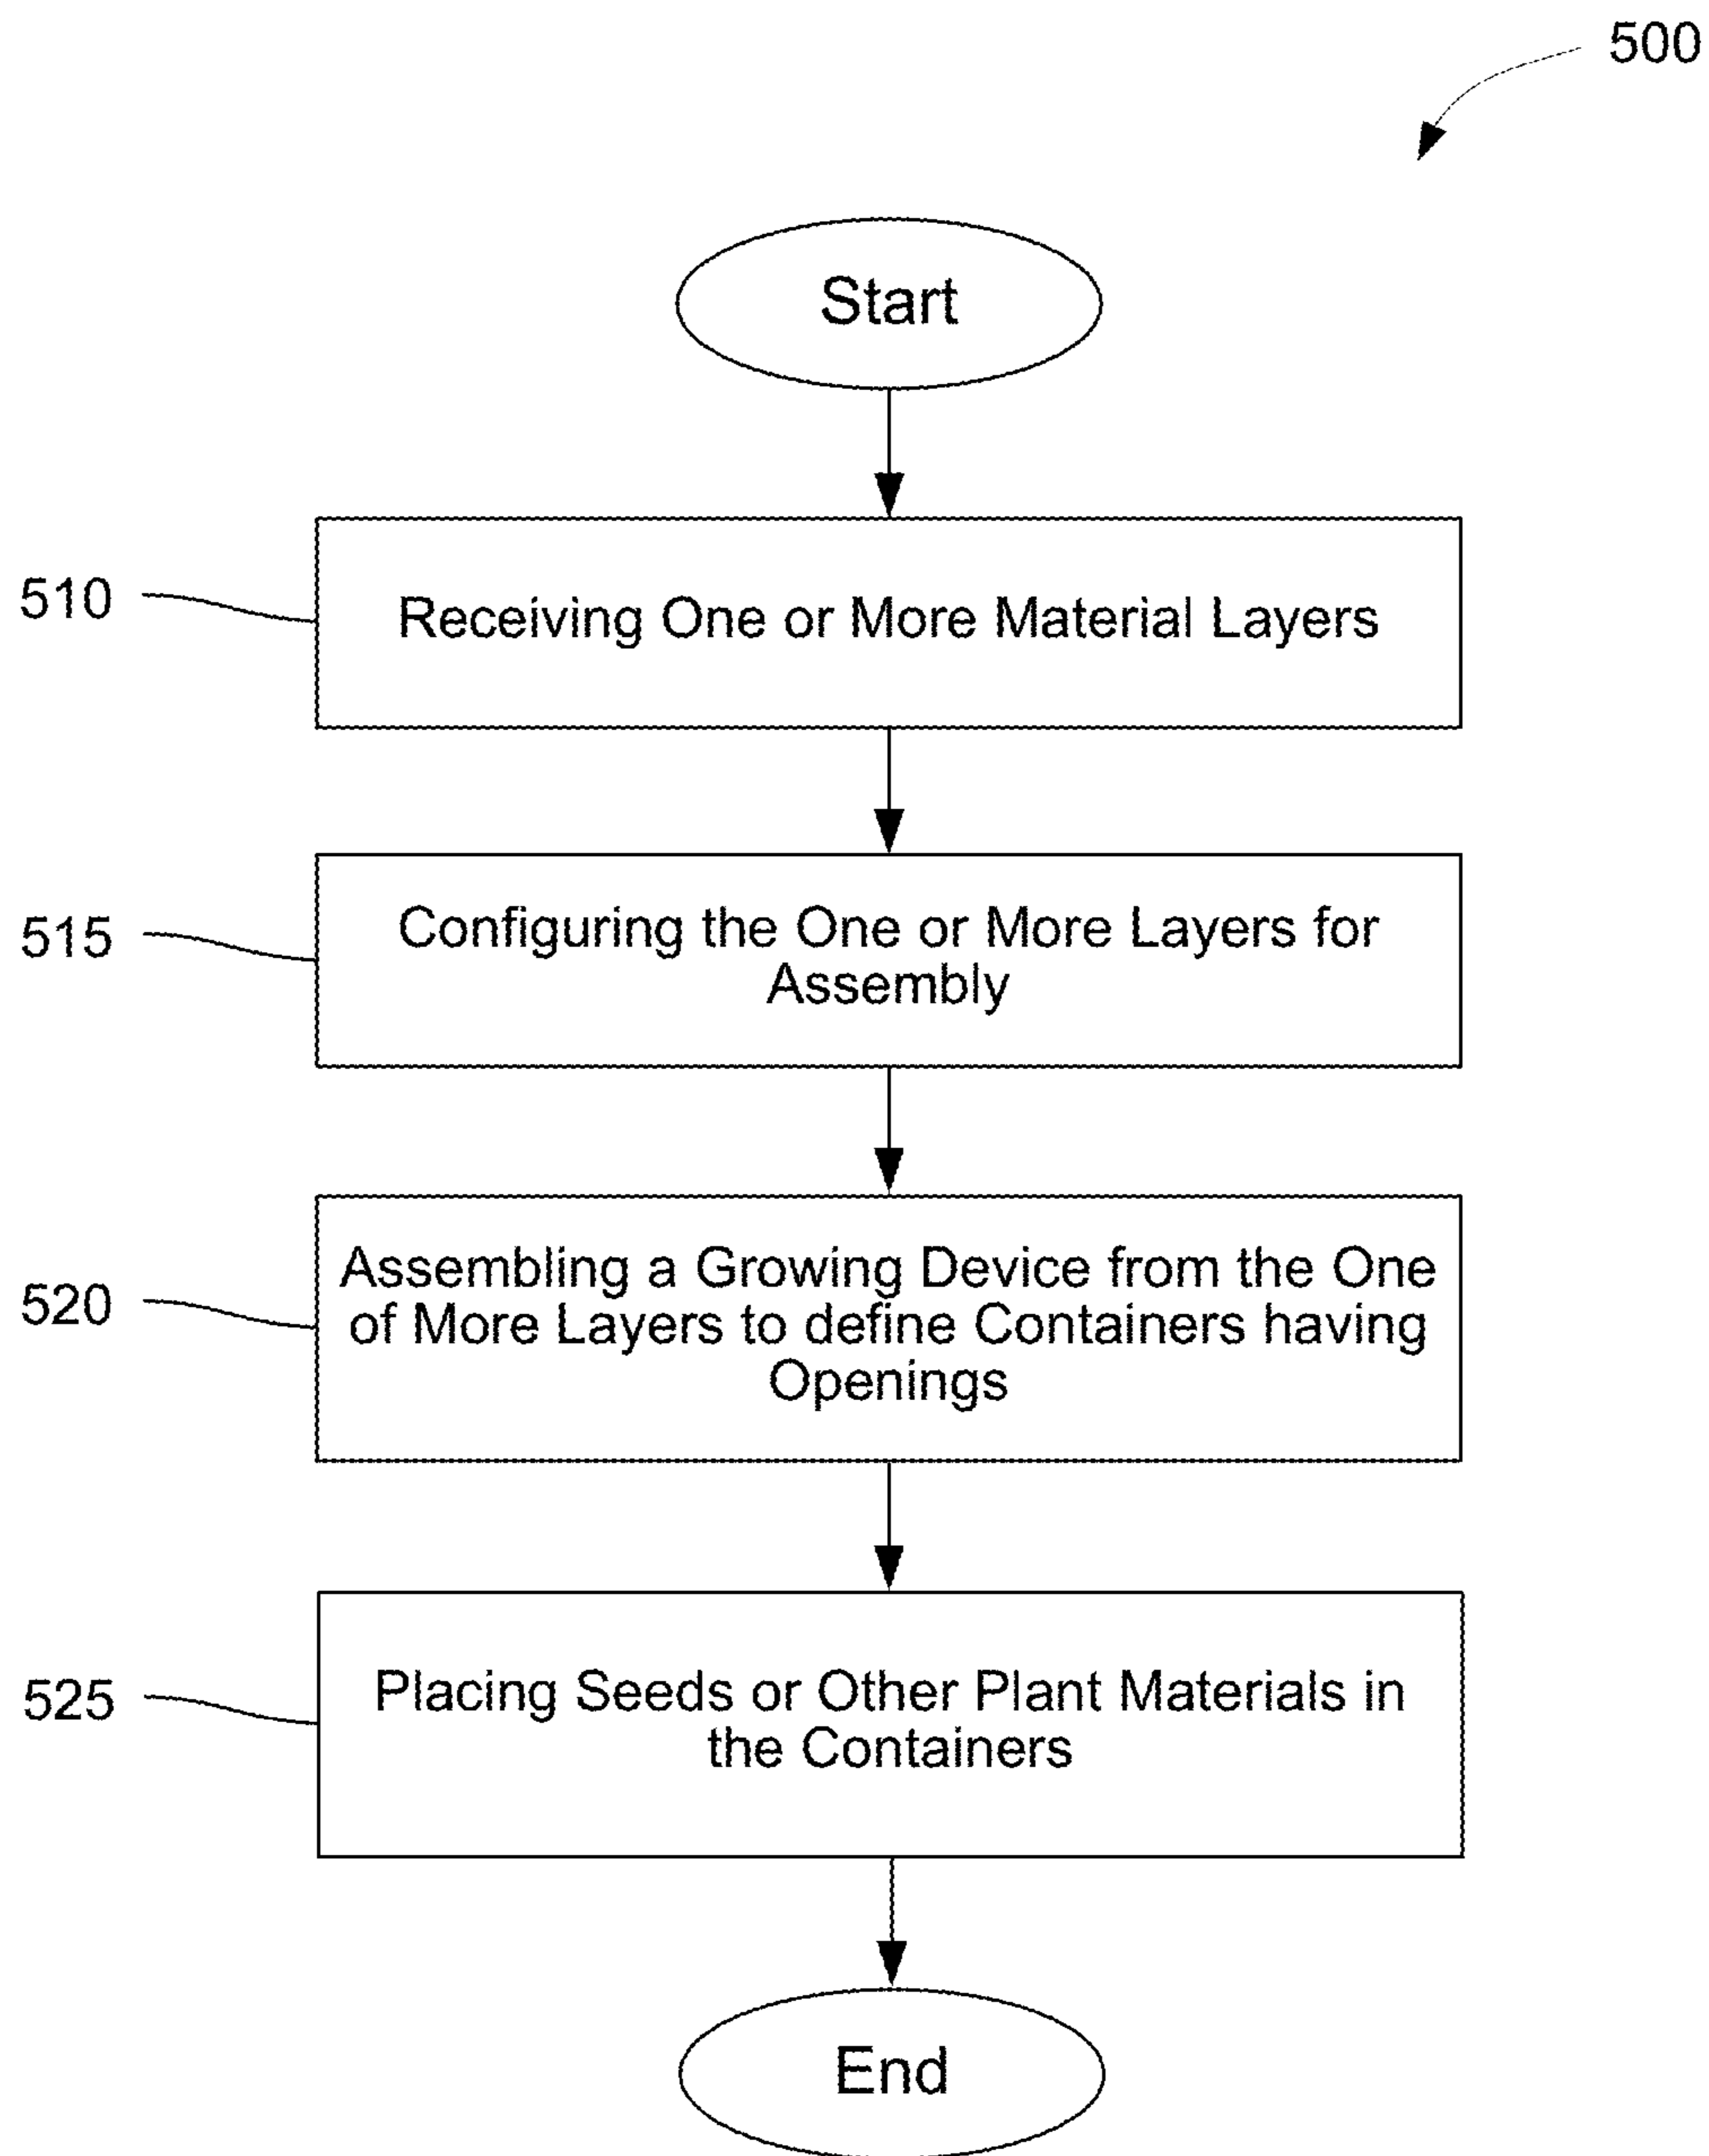 500
Start
510
Receiving One or More Material Layers
515
Configuring the One or More Layers for
Assembly
520
Assembling a Growing Device from the One
of More Layers to define Containers having
Openings
525
Placing Seeds or Other Plant Materials in
the Containers
End